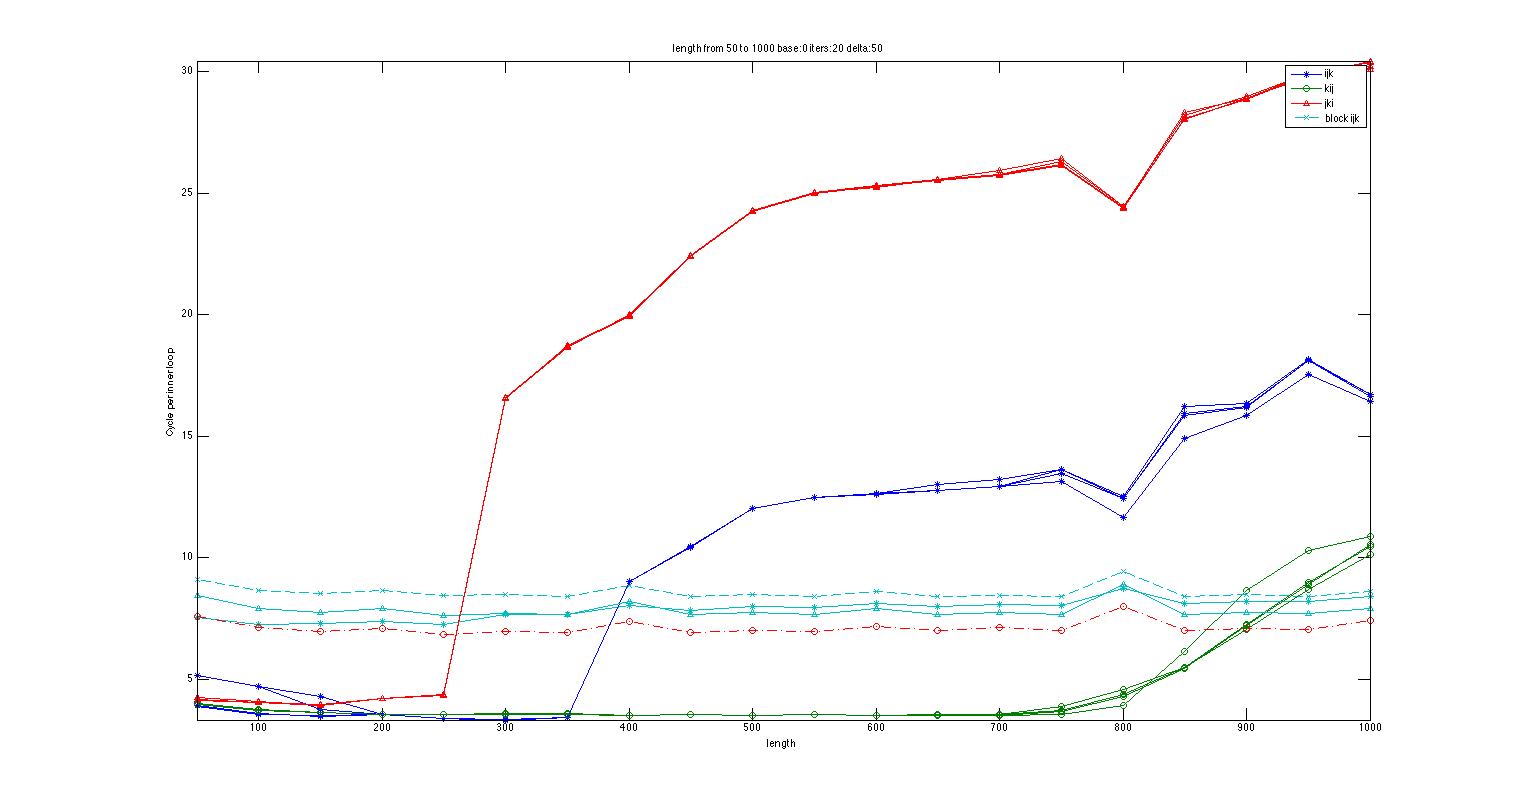 length from 50 to 1000 base:0 iters:20 delta:50
30
25
20
15
10
5
Cycle per inner loop
ijk
kij
jki
block ijk
100 200 300 400 500 600 700 800 900 1000
length